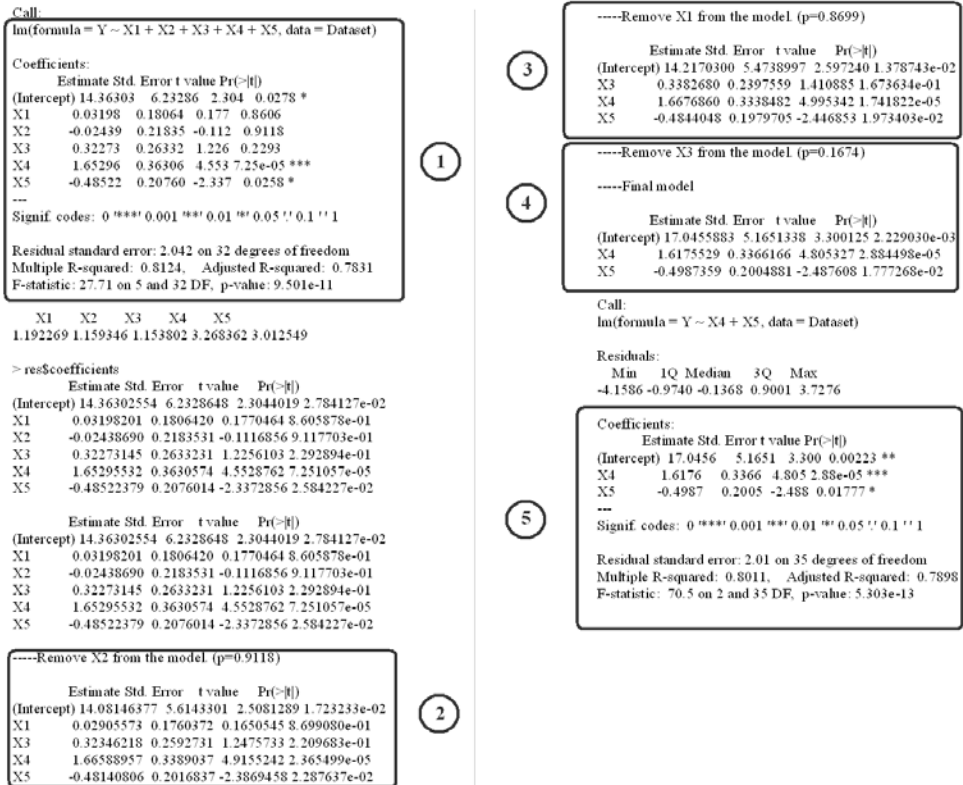 Call:
lm(formula = Y ~ X1 + X2 + X3 + X4 + X5, data = Dataset)
Coefficients:
Estimate Std. Error t value Pr(>|t|)
(Intercept) 14.36303 6.23286 2.304 0.0278 *
X1 0.03198 0.18064 0.177 0.8606
X2 -0.02439 0.21835 -0.112 0.9118
X3 0.32273 0.26332 1.226 0.2293
X4 1.65296 0.36306 4.553 7.25e-05 ***
X5 -0.48522 0.20760 -2.337 0.0258 *
---
Signif. codes: 0 '***' 0.001 '**' 0.01 '*' 0.05 '.' 0.1 ' ' 1
Residual standard error: 2.042 on 32 degrees of freedom
Multiple R-squared: 0.8124, Adjusted R-squared: 0.7831
F-statistic: 27.71 on 5 and 32 DF, p-value: 9.501e-11
1
X1 X2 X3 X4 X5
1.192269 1.159346 1.153802 3.268362 3.012549
> res$coefficients
Estimate Std. Error t value Pr(>|t|)
(Intercept) 14.36302554 6.2328648 2.3044019 2.784127e-02
X1 0.03198201 0.1806420 0.1770464 8.605878e-01
X2 -0.02438690 0.2183531 -0.1116856 9.117703e-01
X3 0.32273145 0.2633231 1.2256103 2.292894e-01
X4 1.65295532 0.3630574 4.5528762 7.251057e-05
X5 -0.48522379 0.2076014 -2.3372856 2.584227e-02
Estimate Std. Error t value Pr(>|t|)
(Intercept) 14.36302554 6.2328648 2.3044019 2.784127e-02
X1 0.03198201 0.1806420 0.1770464 8.605878e-01
X2 -0.02438690 0.2183531 -0.1116856 9.117703e-01
X3 0.32273145 0.2633231 1.2256103 2.292894e-01
X4 1.65295532 0.3630574 4.5528762 7.251057e-05
X5 -0.48522379 0.2076014 -2.3372856 2.584227e-02
-----Remove X2 from the model. (p=0.9118)
Estimate Std. Error t value Pr(>|t|)
(Intercept) 14.08146377 5.6143301 2.5081289 1.723233e-02
X1 0.02905573 0.1760372 0.1650545 8.699080e-01
X3 0.32346218 0.2592731 1.2475733 2.209683e-01
X4 1.66588957 0.3389037 4.9155242 2.365499e-05
X5 -0.48140806 0.2016837 -2.3869458 2.287637e-02
2
-----Remove X1 from the model. (p=0.8699)
Estimate Std. Error t value Pr(>|t|)
(Intercept) 14.2170300 5.4738997 2.597240 1.378743e-02
X3 0.3382680 0.2397559 1.410885 1.673634e-01
X4 1.6676860 0.3338482 4.995342 1.741822e-05
X5 -0.4844048 0.1979705 -2.446853 1.973403e-02
3
-----Remove X3 from the model. (p=0.1674)
-----Final model
Estimate Std. Error t value Pr(>|t|)
(Intercept) 17.0455883 5.1651338 3.300125 2.229030e-03
X4 1.6175529 0.3366166 4.805327 2.884498e-05
X5 -0.4987359 0.2004881 -2.487608 1.777268e-02
4
Call:
lm(formula = Y ~ X4 + X5, data = Dataset)
Residuals:
Min 1Q Median 3Q Max
-4.1586 -0.9740 -0.1368 0.9001 3.7276
Coefficients:
Estimate Std. Error t value Pr(>|t|)
(Intercept) 17.0456 5.1651 3.300 0.00223 **
X4 1.6176 0.3366 4.805 2.88e-05 ***
X5 -0.4987 0.2005 -2.488 0.01777 *
---
Signif. codes: 0 '***' 0.001 '**' 0.01 '*' 0.05 '.' 0.1 ' ' 1
Residual standard error: 2.01 on 35 degrees of freedom
Multiple R-squared: 0.8011, Adjusted R-squared: 0.7898
F-statistic: 70.5 on 2 and 35 DF, p-value: 5.303e-13
5